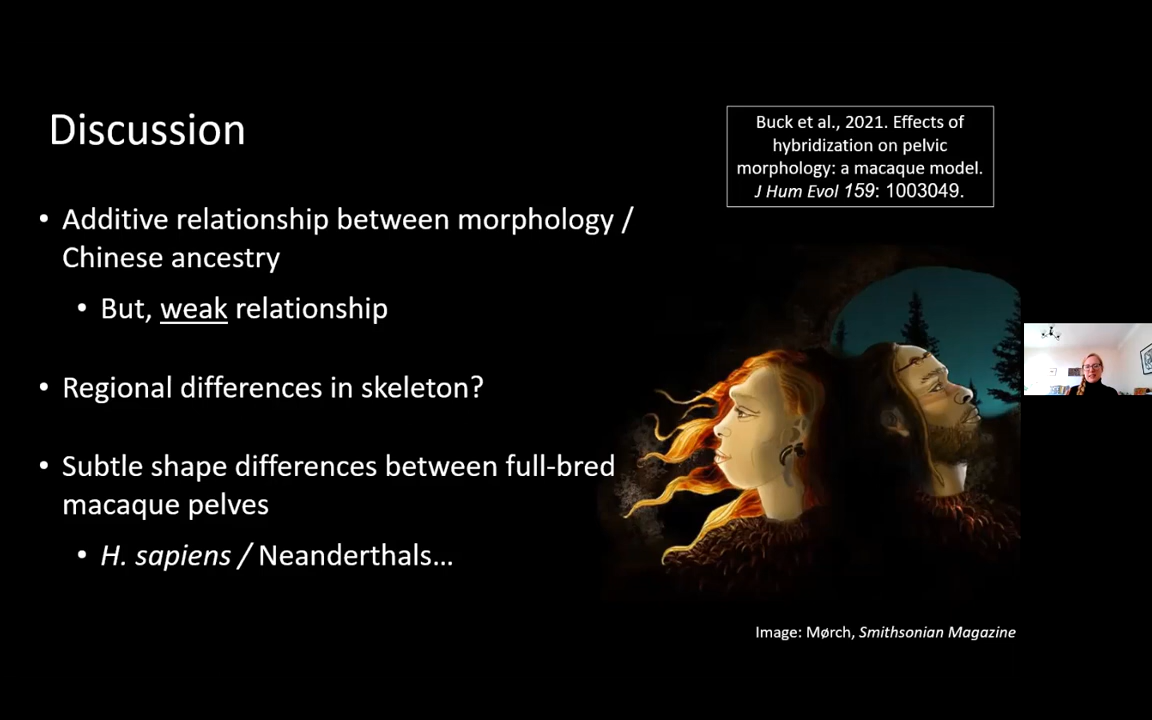 Discussion
• Additive relationship between morphology /
Chinese ancestry
• But, weak relationship
• Regional differences in skeleton?
• Subtle shape differences between full-bred
macaque pelves
• H. sapiens / Neanderthals…
Buck et al., 2021. Effects of
hybridization on pelvic
morphology: a macaque model.
J Hum Evol 159: 1003049.
Image: Mørch, Smithsonian Magazine